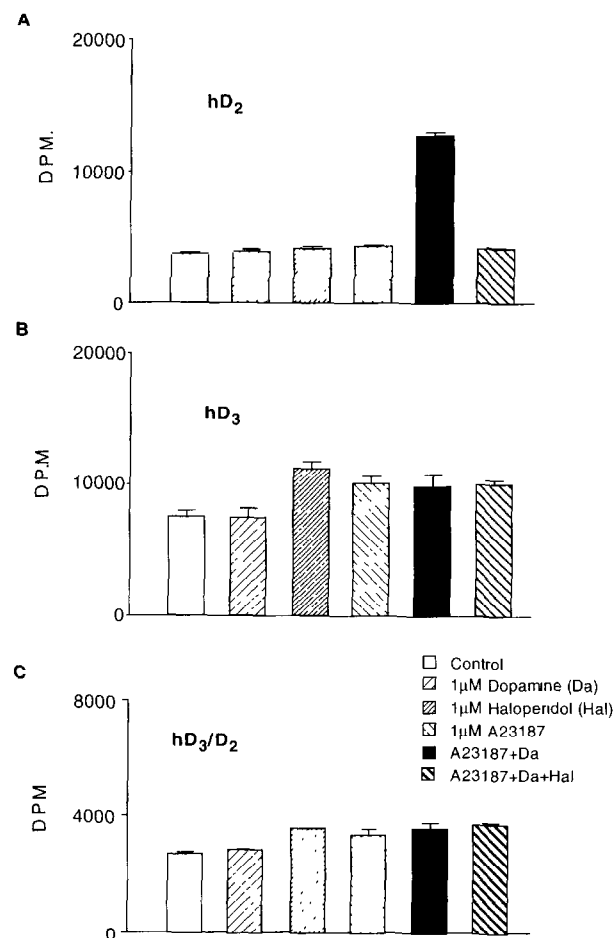 A
20000
hD2
10000
D P M.
0
B
20000
hD3
10000
D P.M
0
C
8000
hD3/D2
4000
DPM
0
Control
1μM Dopamine (Da)
1μM Haloperidol (Hal)
1μM A23187
A23187+Da
A23187+Da+Hal